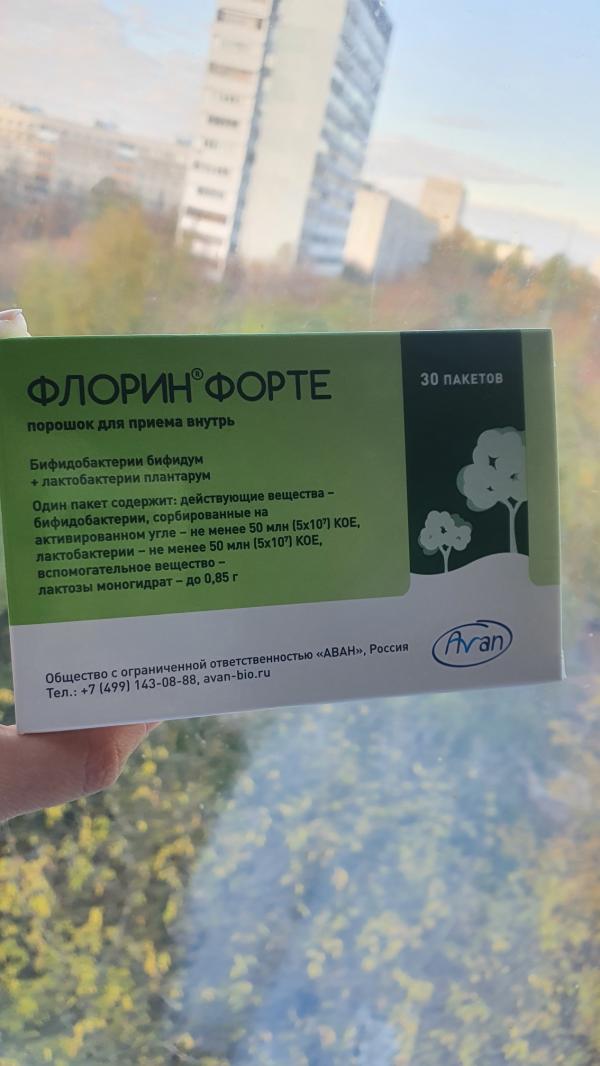 ФЛОРИН® ФОРТЕ
порошок для приема внутрь
Бифидобактерии бифидум
+ лактобактерии плантарум
Один пакет содержит: действующие вещества –
бифидобактерии, сорбированные на
активированном угле – не менее 50 млн (5х10⁷) КОЕ,
лактобактерии – не менее 50 млн (5х10⁷) КОЕ,
вспомогательное вещество –
лактозы моногидрат – до 0,85 г
30 ПАКЕТОВ
Общество с ограниченной ответственностью «АВАН», Россия
Тел.: +7 (499) 143-08-88, avan-bio.ru
Avan